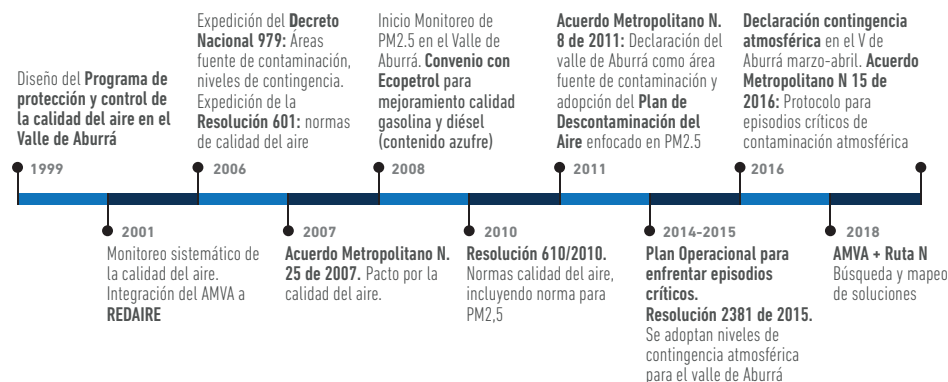 1999
Diseño del Programa de
protección y control de
la calidad del aire en el
Valle de Aburrá
2001
Monitoreo sistemático de
la calidad del aire.
Integración del AMVA a
REDAIRE
2006
Expedición del Decreto
Nacional 979: Áreas
fuente de contaminación,
niveles de contingencia.
Expedición de la
Resolución 601: normas
de calidad del aire
2007
Acuerdo Metropolitano N.
25 de 2007. Pacto por la
calidad del aire.
2008
Inicio Monitoreo de
PM2.5 en el Valle de
Aburrá. Convenio con
Ecopetrol para
mejoramiento calidad
gasolina y diésel
(contenido azufre)
2010
Resolución 610/2010.
Normas calidad del aire,
incluyendo norma para
PM2,5
2011
Acuerdo Metropolitano N.
8 de 2011: Declaración del
valle de Aburrá como área
fuente de contaminación y
adopción del Plan de
Descontaminación del
Aire enfocado en PM2.5
2014-2015
Plan Operacional para
enfrentar episodios
críticos.
Resolución 2381 de 2015.
Se adoptan niveles de
contingencia atmosférica
para el valle de Aburrá
2016
Declaración contingencia
atmosférica en el V de
Aburrá marzo-abril. Acuerdo
Metropolitano N 15 de
2016: Protocolo para
episodios críticos de
contaminación atmosférica
2018
AMVA + Ruta N
Búsqueda y mapeo
de soluciones